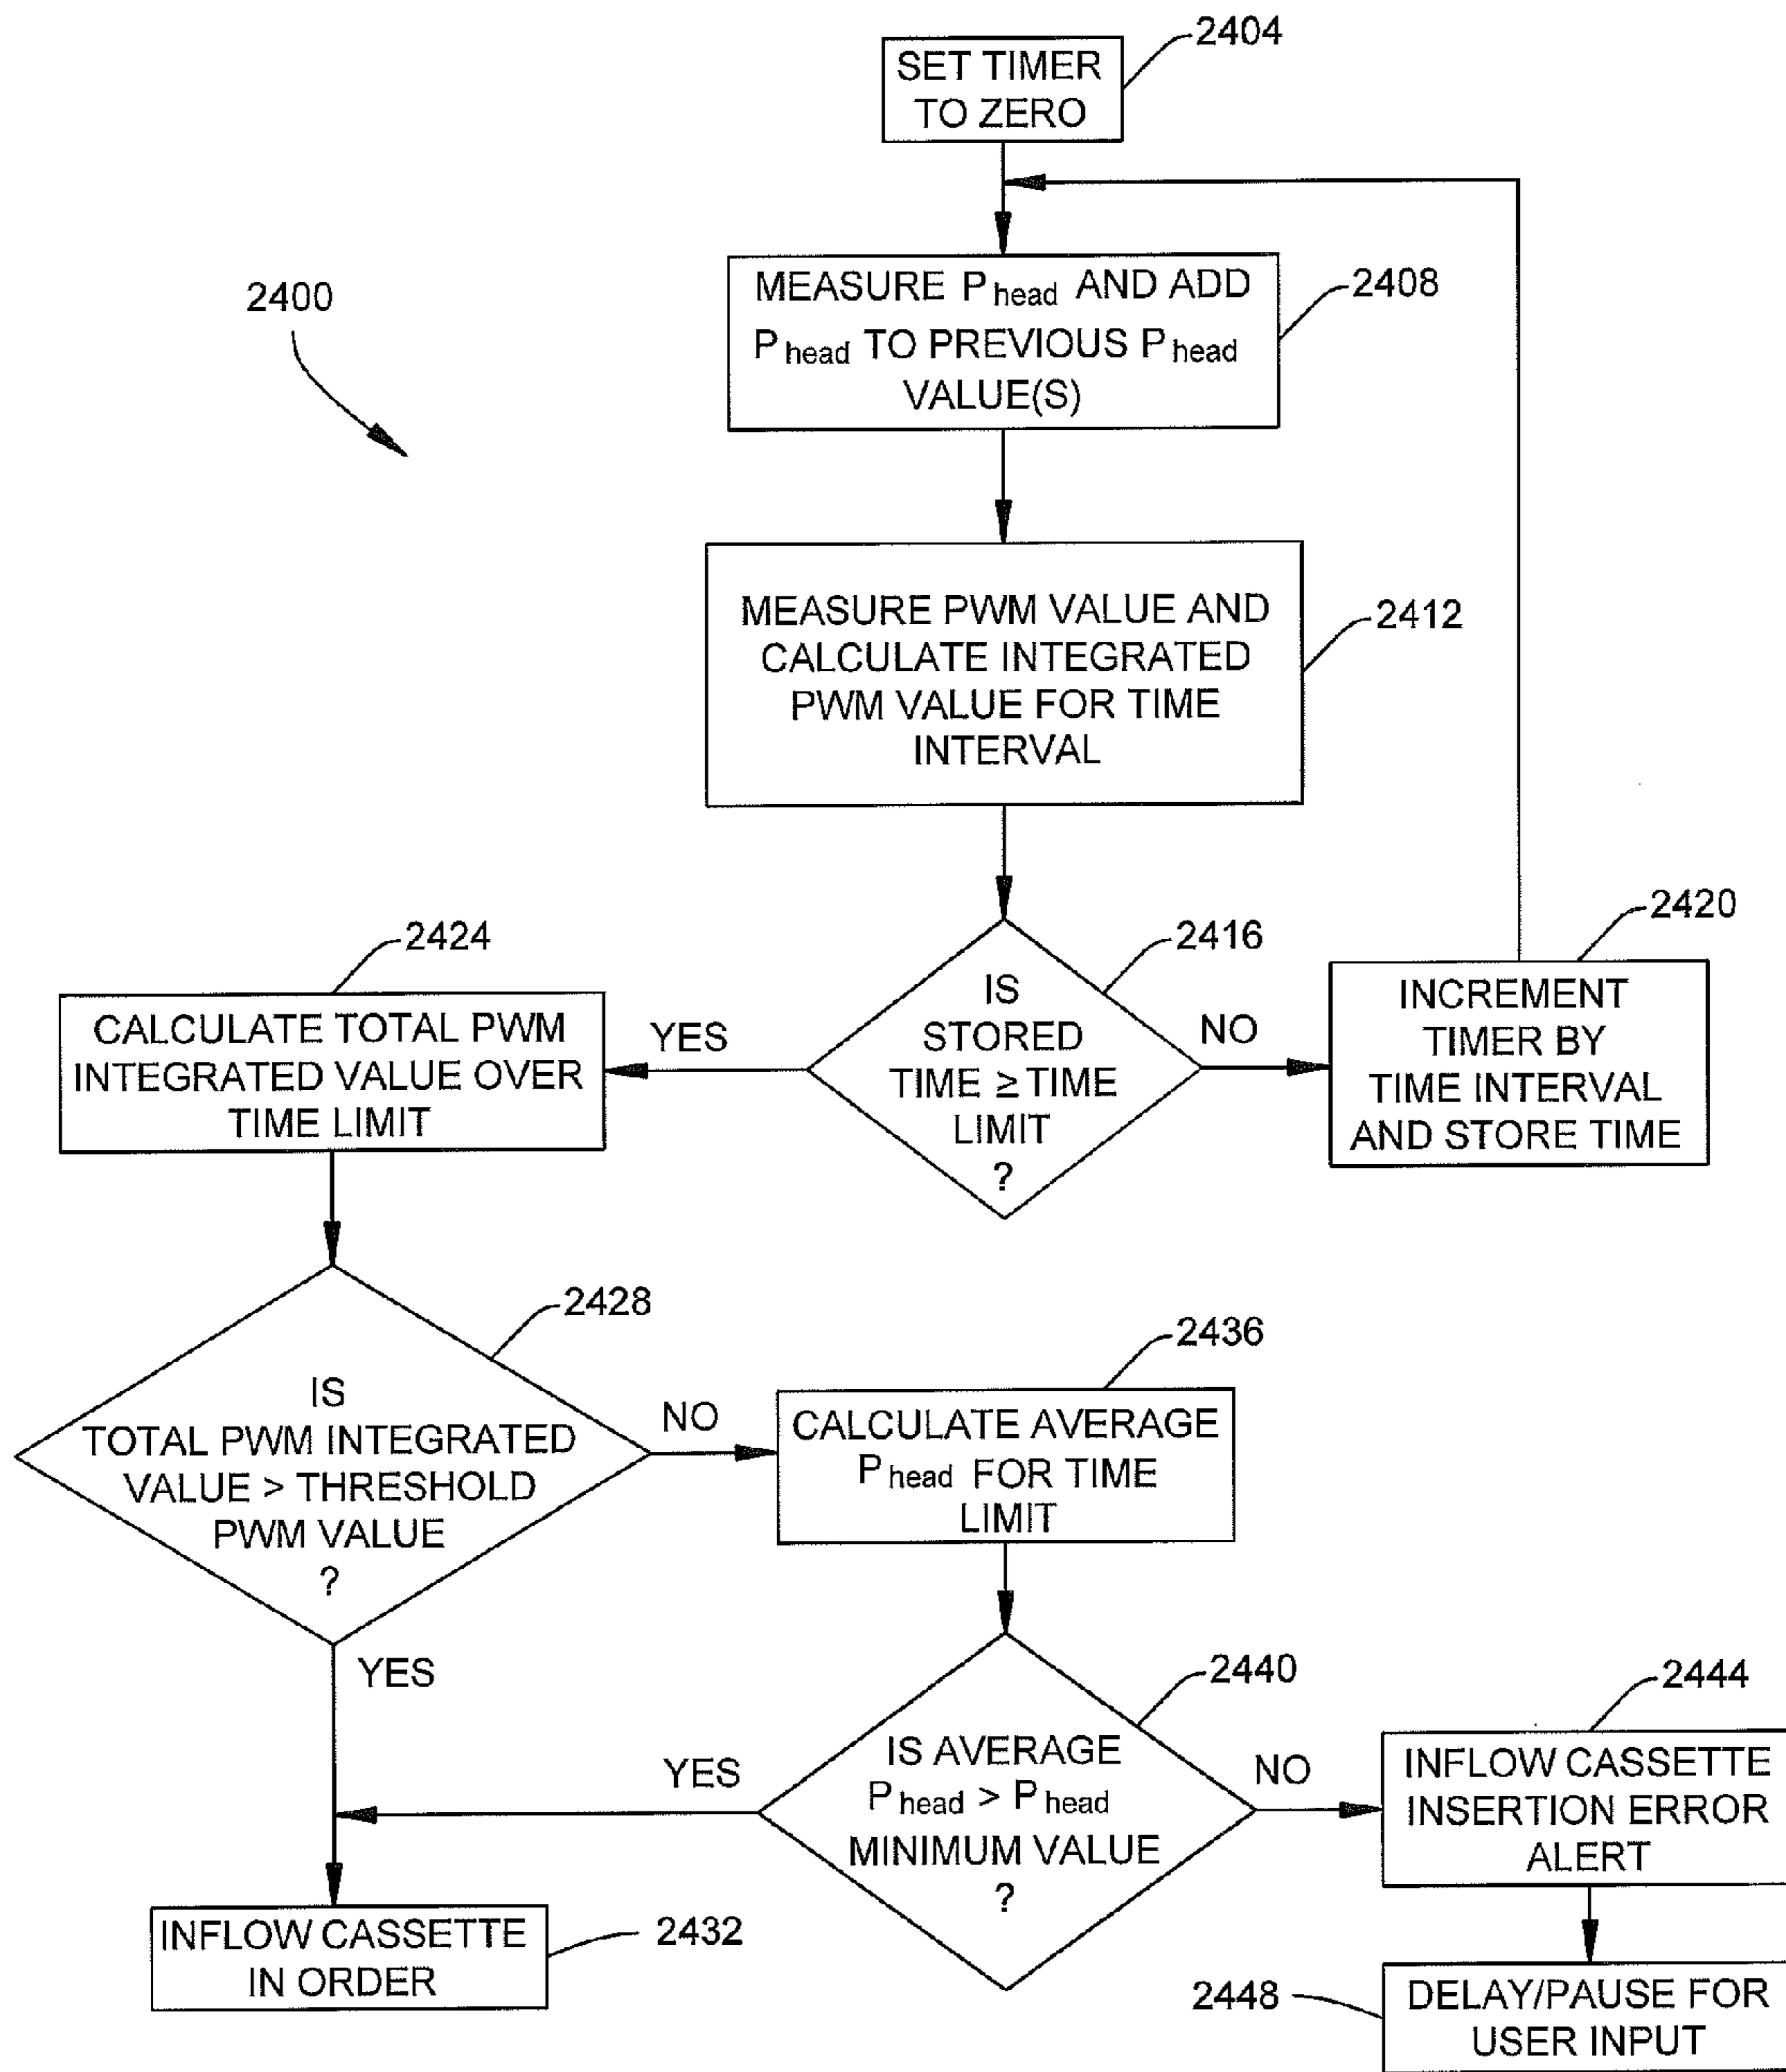 SET TIMER
TO ZERO
2404
MEASURE P head AND ADD
P head TO PREVIOUS P head
VALUE(S)
2408
2400
MEASURE PWM VALUE AND
CALCULATE INTEGRATED
PWM VALUE FOR TIME
INTERVAL
2412
IS
STORED
TIME ≥ TIME
LIMIT
?
2416
NO
INCREMENT
TIMER BY
TIME INTERVAL
AND STORE TIME
2420
YES
CALCULATE TOTAL PWM
INTEGRATED VALUE OVER
TIME LIMIT
2424
IS
TOTAL PWM INTEGRATED
VALUE > THRESHOLD
PWM VALUE
?
2428
NO
CALCULATE AVERAGE
P head FOR TIME
LIMIT
2436
YES
IS AVERAGE
P head > P head
MINIMUM VALUE
?
2440
YES
NO
INFLOW CASSETTE
INSERTION ERROR
ALERT
2444
INFLOW CASSETTE
IN ORDER
2432
2448
DELAY/PAUSE FOR
USER INPUT